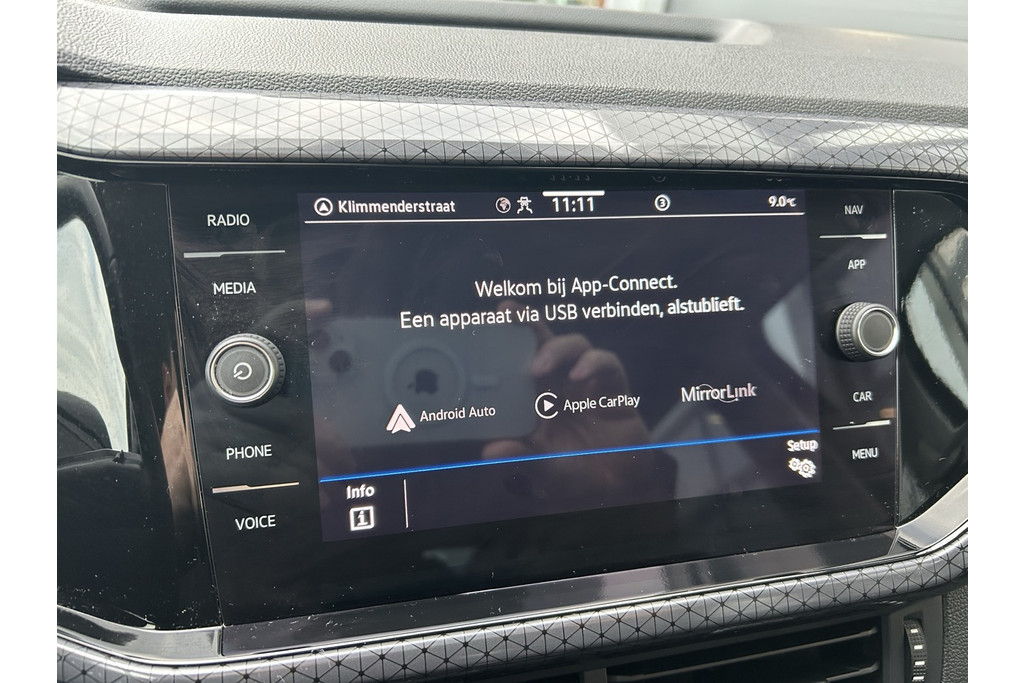 Klimmenderstraat 11:11 3 9.0°C
RADIO
MEDIA
PHONE
VOICE
Welkom bij App-Connect.
Een apparaat via USB verbinden, alstublieft.
Android Auto Apple CarPlay MirrorLink
Setup
Info
i
NAV
APP
CAR
MENU